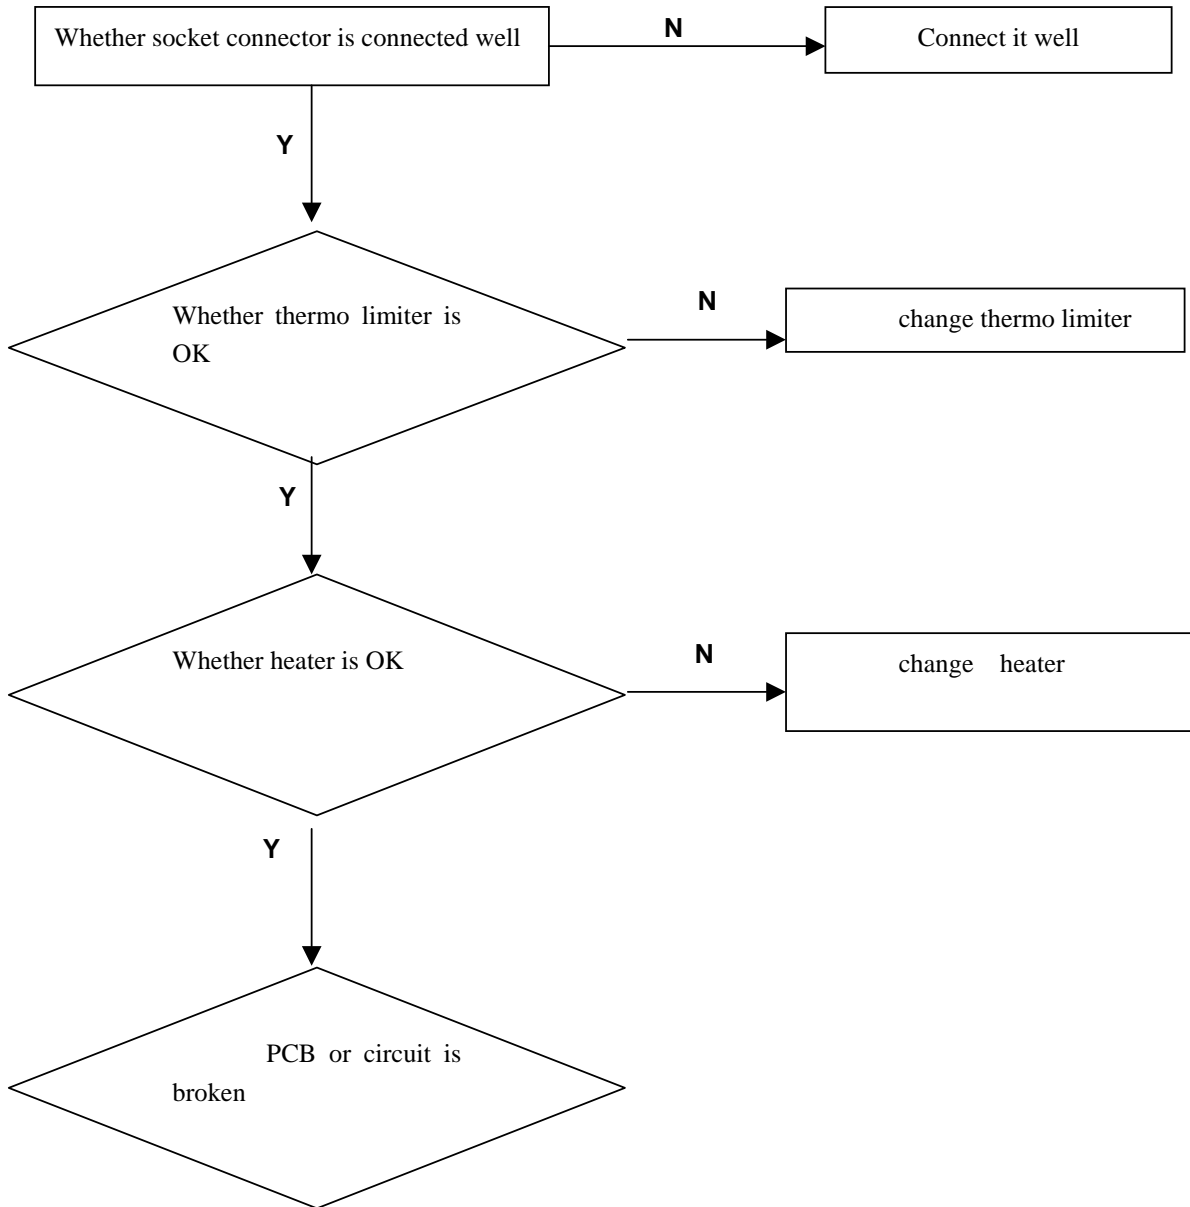 Whether socket connector is connected well
N
Connect it well
Y
Whether thermo limiter is
OK
N
change thermo limiter
Y
Whether heater is OK
N
change heater
Y
PCB or circuit is
broken